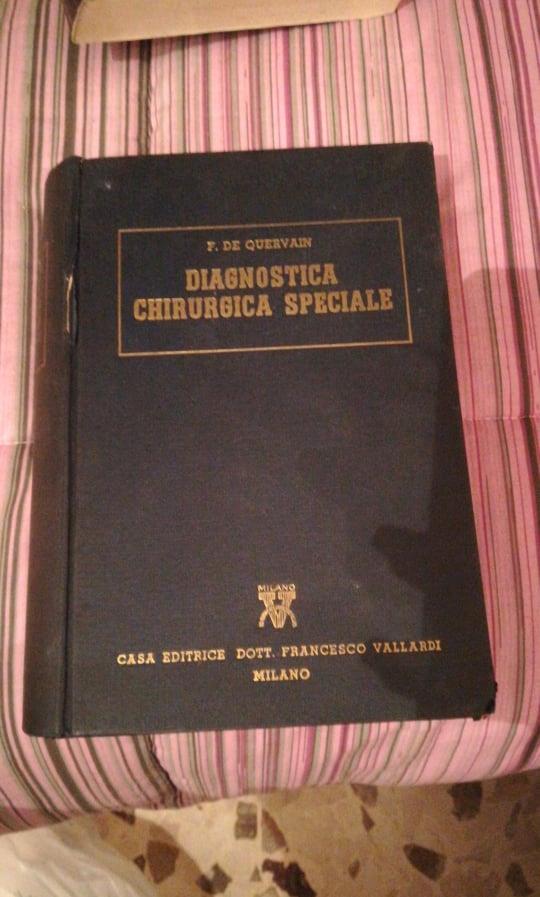 F. DE QUERVAIN
DIAGNOSTICA
CHIRURGICA SPECIALE
MILANO
CASA EDITRICE DOTT. FRANCESCO VALLARDI
MILANO